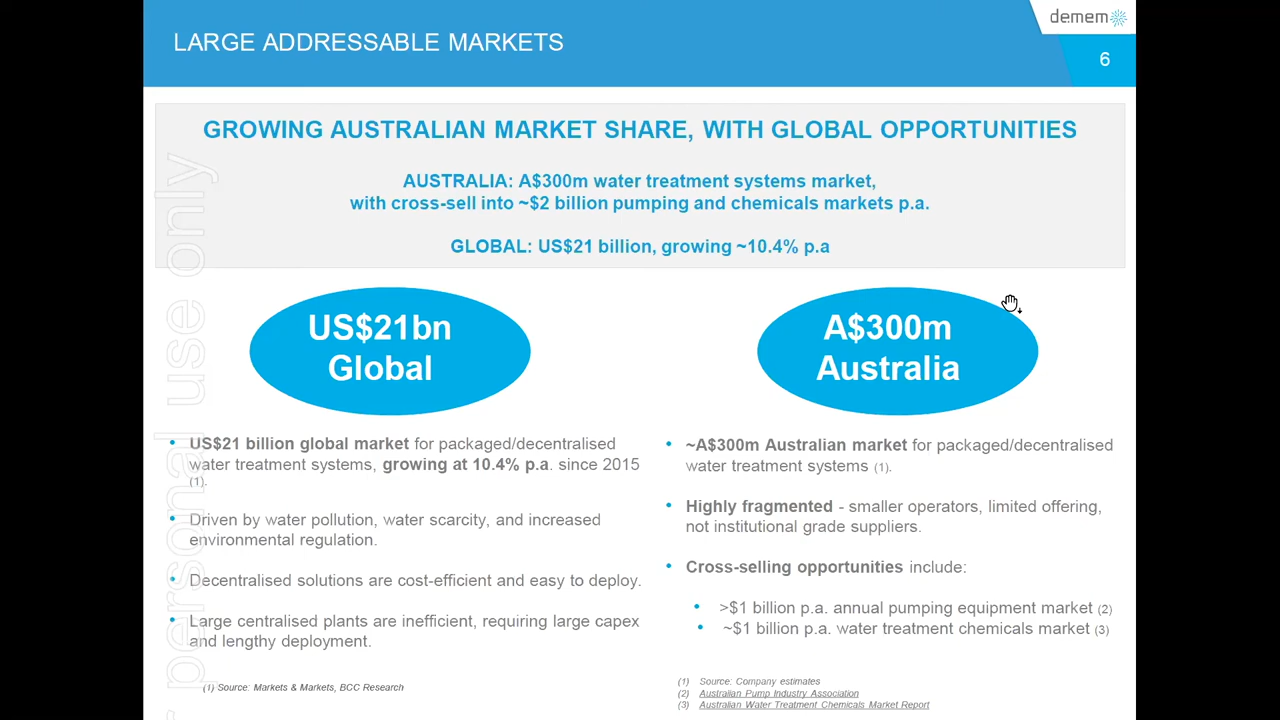 LARGE ADDRESSABLE MARKETS
demem
6
GROWING AUSTRALIAN MARKET SHARE, WITH GLOBAL OPPORTUNITIES
AUSTRALIA: A$300m water treatment systems market,
with cross-sell into ~$2 billion pumping and chemicals markets p.a.
GLOBAL: US$21 billion, growing ~10.4% p.a
US$21bn
Global
• US$21 billion global market for packaged/decentralised
water treatment systems, growing at 10.4% p.a. since 2015
(1).
• Driven by water pollution, water scarcity, and increased
environmental regulation.
• Decentralised solutions are cost-efficient and easy to deploy.
• Large centralised plants are inefficient, requiring large capex
and lengthy deployment.
(1) Source: Markets & Markets, BCC Research
A$300m
Australia
• ~A$300m Australian market for packaged/decentralised
water treatment systems (1).
• Highly fragmented - smaller operators, limited offering,
not institutional grade suppliers.
• Cross-selling opportunities include:
• >$1 billion p.a. annual pumping equipment market (2)
• ~$1 billion p.a. water treatment chemicals market (3)
(1) Source: Company estimates
(2) Australian Pump Industry Association
(3) Australian Water Treatment Chemicals Market Report
personal use only